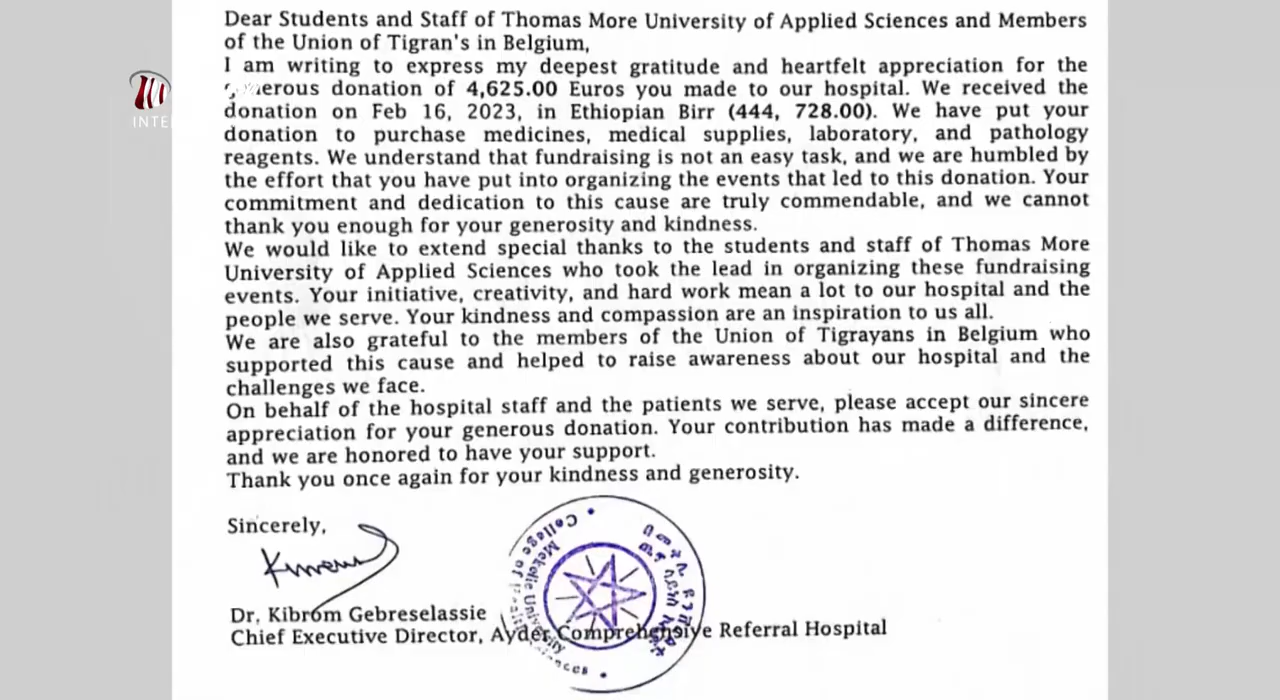 Dear Students and Staff of Thomas More University of Applied Sciences and Members
of the Union of Tigran's in Belgium,
I am writing to express my deepest gratitude and heartfelt appreciation for the
erous donation of 4,625.00 Euros you made to our hospital. We received the
donation on Feb 16, 2023, in Ethiopian Birr (444, 728.00). We have put your
donation to purchase medicines, medical supplies, laboratory, and pathology
reagents. We understand that fundraising is not an easy task, and we are humbled by
the effort that you have put into organizing the events that led to this donation. Your
commitment and dedication to this cause are truly commendable, and we cannot
thank you enough for your generosity and kindness.
We would like to extend special thanks to the students and staff of Thomas More
University of Applied Sciences who took the lead in organizing these fundraising
events. Your initiative, creativity, and hard work mean a lot to our hospital and the
people we serve. Your kindness and compassion are an inspiration to us all.
We are also grateful to the members of the Union of Tigrayans in Belgium who
supported this cause and helped to raise awareness about our hospital and the
challenges we face.
On behalf of the hospital staff and the patients we serve, please accept our sincere
appreciation for your generous donation. Your contribution has made a difference,
and we are honored to have your support.
Thank you once again for your kindness and generosity.
Sincerely,
Dr. Kibrom Gebreselassie
Chief Executive Director, Ayder Comprehensive Referral Hospital
Mekelle University
College of
INTE